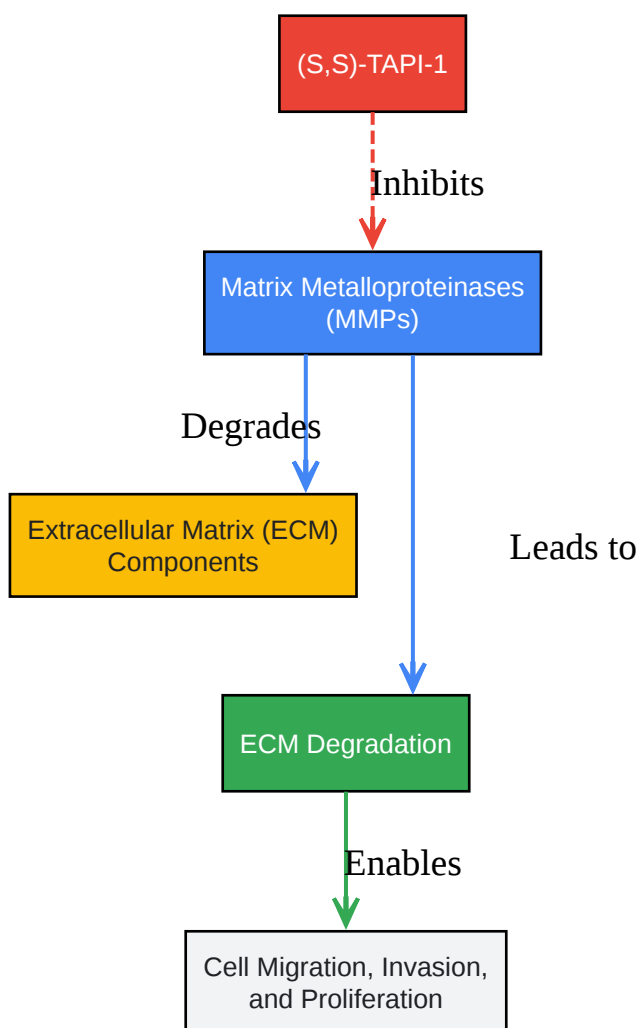 (S,S)-TAPI-1
Inhibits
Matrix Metalloproteinases
(MMPs)
Degrades
Extracellular Matrix (ECM)
Components
Leads to
ECM Degradation
Enables
Cell Migration, Invasion,
and Proliferation